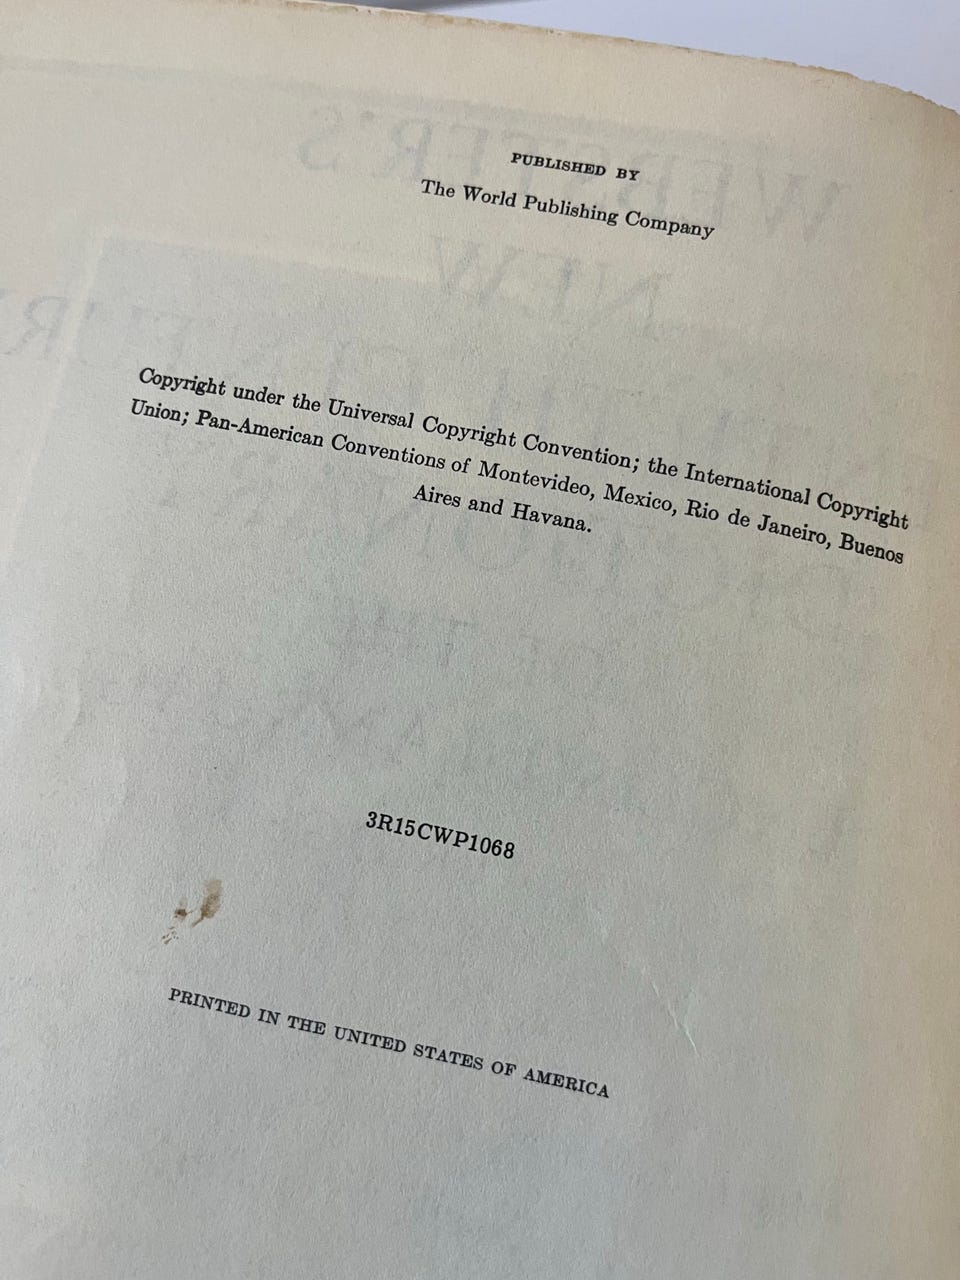 PUBLISHED BY
The World Publishing Company
Copyright under the Universal Copyright Convention; the International Copyright
Union; Pan-American Conventions of Montevideo, Mexico, Rio de Janeiro, Buenos
Aires and Havana.
3R15CWP1068
PRINTED IN THE UNITED STATES OF AMERICA